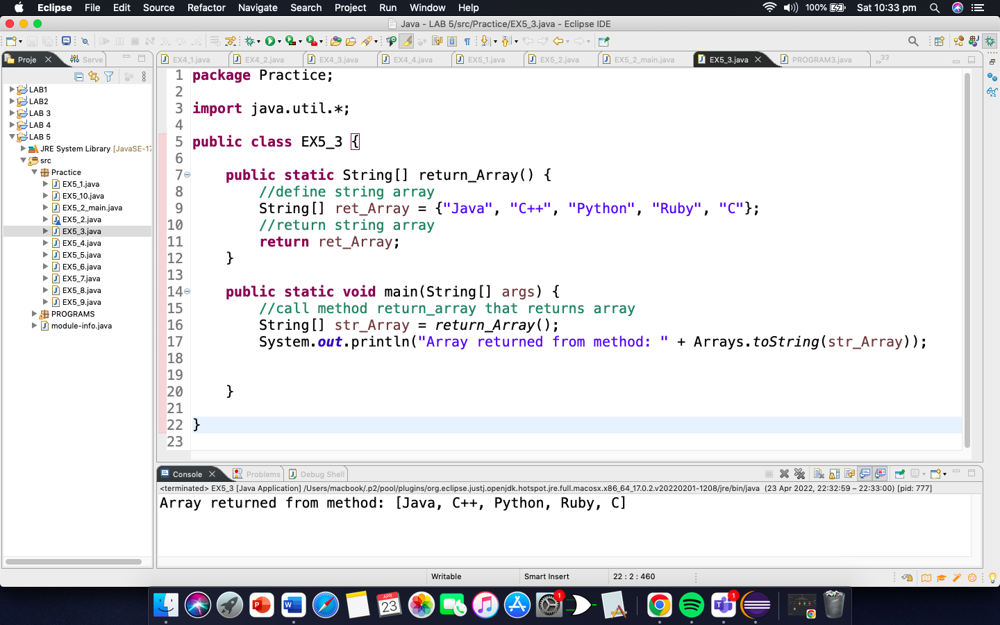 Eclipse File Edit Source Refactor Navigate Search Project Run Window Help 100% Sat 10:33 pm
Java - LAB 5/src/Practice/EX5_3.java - Eclipse IDE
Proje Serve
EX4_1.java EX4_2.java EX4_3.java EX4_4.java EX5_1.java EX5_2.java EX5_2_main.java EX5_3.java PROGRAM3.java »33
LAB1
LAB2
LAB 3
LAB 4
LAB 5
JRE System Library [JavaSE-17
src
Practice
EX5_1.java
EX5_10.java
EX5_2_main.java
EX5_2.java
EX5_3.java
EX5_4.java
EX5_5.java
EX5_6.java
EX5_7.java
EX5_8.java
EX5_9.java
PROGRAMS
module-info.java
1 package Practice;
2
3 import java.util.*;
4
5 public class EX5_3 {
6
7 public static String[] return_Array() {
8 //define string array
9 String[] ret_Array = {"Java", "C++", "Python", "Ruby", "C"};
10 //return string array
11 return ret_Array;
12 }
13
14 public static void main(String[] args) {
15 //call method return_array that returns array
16 String[] str_Array = return_Array();
17 System.out.println("Array returned from method: " + Arrays.toString(str_Array));
18
19
20 }
21
22 }
23
Console Problems Debug Shell
<terminated> EX5_3 [Java Application] /Users/macbook/.p2/pool/plugins/org.eclipse.justj.openjdk.hotspot.jre.full.macosx.x86_64_17.0.2.v20220201-1208/jre/bin/java (23 Apr 2022, 22:32:59 – 22:33:00) [pid: 777]
Array returned from method: [Java, C++, Python, Ruby, C]
Writable Smart Insert 22 : 2 : 460
APR
23
1
1